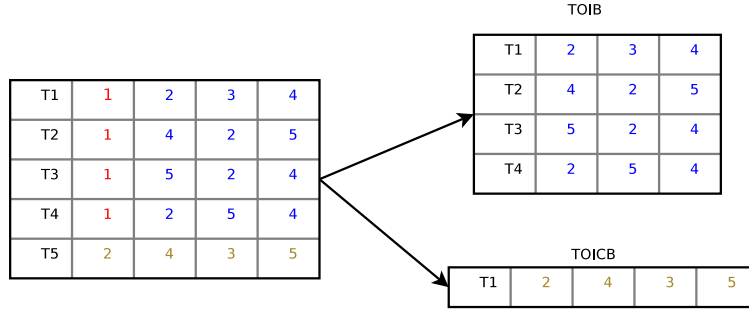 TOIB
T1 2 3 4
T2 4 2 5
T3 5 2 4
T4 2 5 4
T1 1 2 3 4
T2 1 4 2 5
T3 1 5 2 4
T4 1 2 5 4
T5 2 4 3 5
TOICB
T1 2 4 3 5